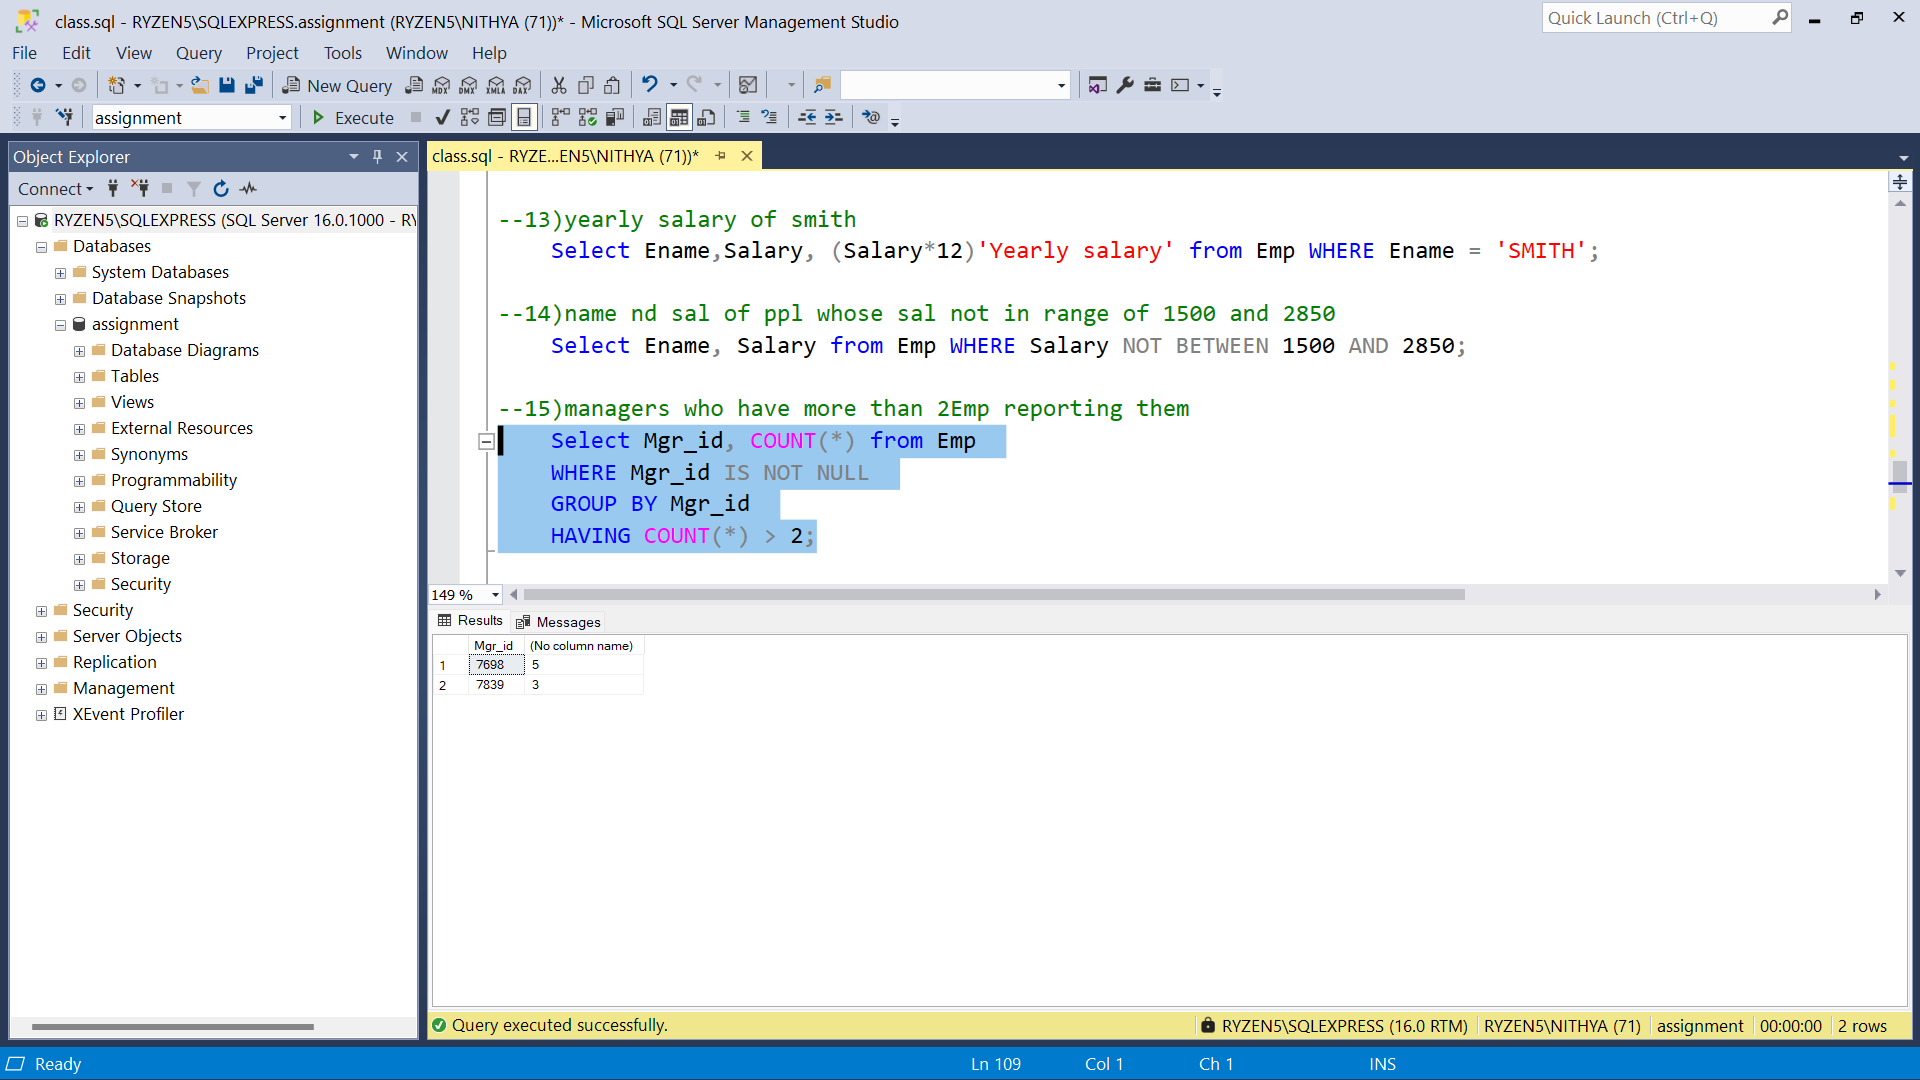 class.sql - RYZEN5\SQLEXPRESS.assignment (RYZEN5\NITHYA (71))* - Microsoft SQL Server Management Studio
Quick Launch (Ctrl+Q)
File Edit View Query Project Tools Window Help
New Query MDX DMX XMLA DAX
assignment Execute
Object Explorer
Connect
RYZEN5\SQLEXPRESS (SQL Server 16.0.1000 - RY
Databases
System Databases
Database Snapshots
assignment
Database Diagrams
Tables
Views
External Resources
Synonyms
Programmability
Query Store
Service Broker
Storage
Security
Security
Server Objects
Replication
Management
XEvent Profiler
class.sql - RYZE...EN5\NITHYA (71))*
--13)yearly salary of smith
Select Ename,Salary, (Salary*12)'Yearly salary' from Emp WHERE Ename = 'SMITH';
--14)name nd sal of ppl whose sal not in range of 1500 and 2850
Select Ename, Salary from Emp WHERE Salary NOT BETWEEN 1500 AND 2850;
--15)managers who have more than 2Emp reporting them
Select Mgr_id, COUNT(*) from Emp
WHERE Mgr_id IS NOT NULL
GROUP BY Mgr_id
HAVING COUNT(*) > 2;
149 %
Results Messages
Mgr_id (No column name)
1 7698 5
2 7839 3
Query executed successfully. RYZEN5\SQLEXPRESS (16.0 RTM) RYZEN5\NITHYA (71) assignment 00:00:00 2 rows
Ready Ln 109 Col 1 Ch 1 INS